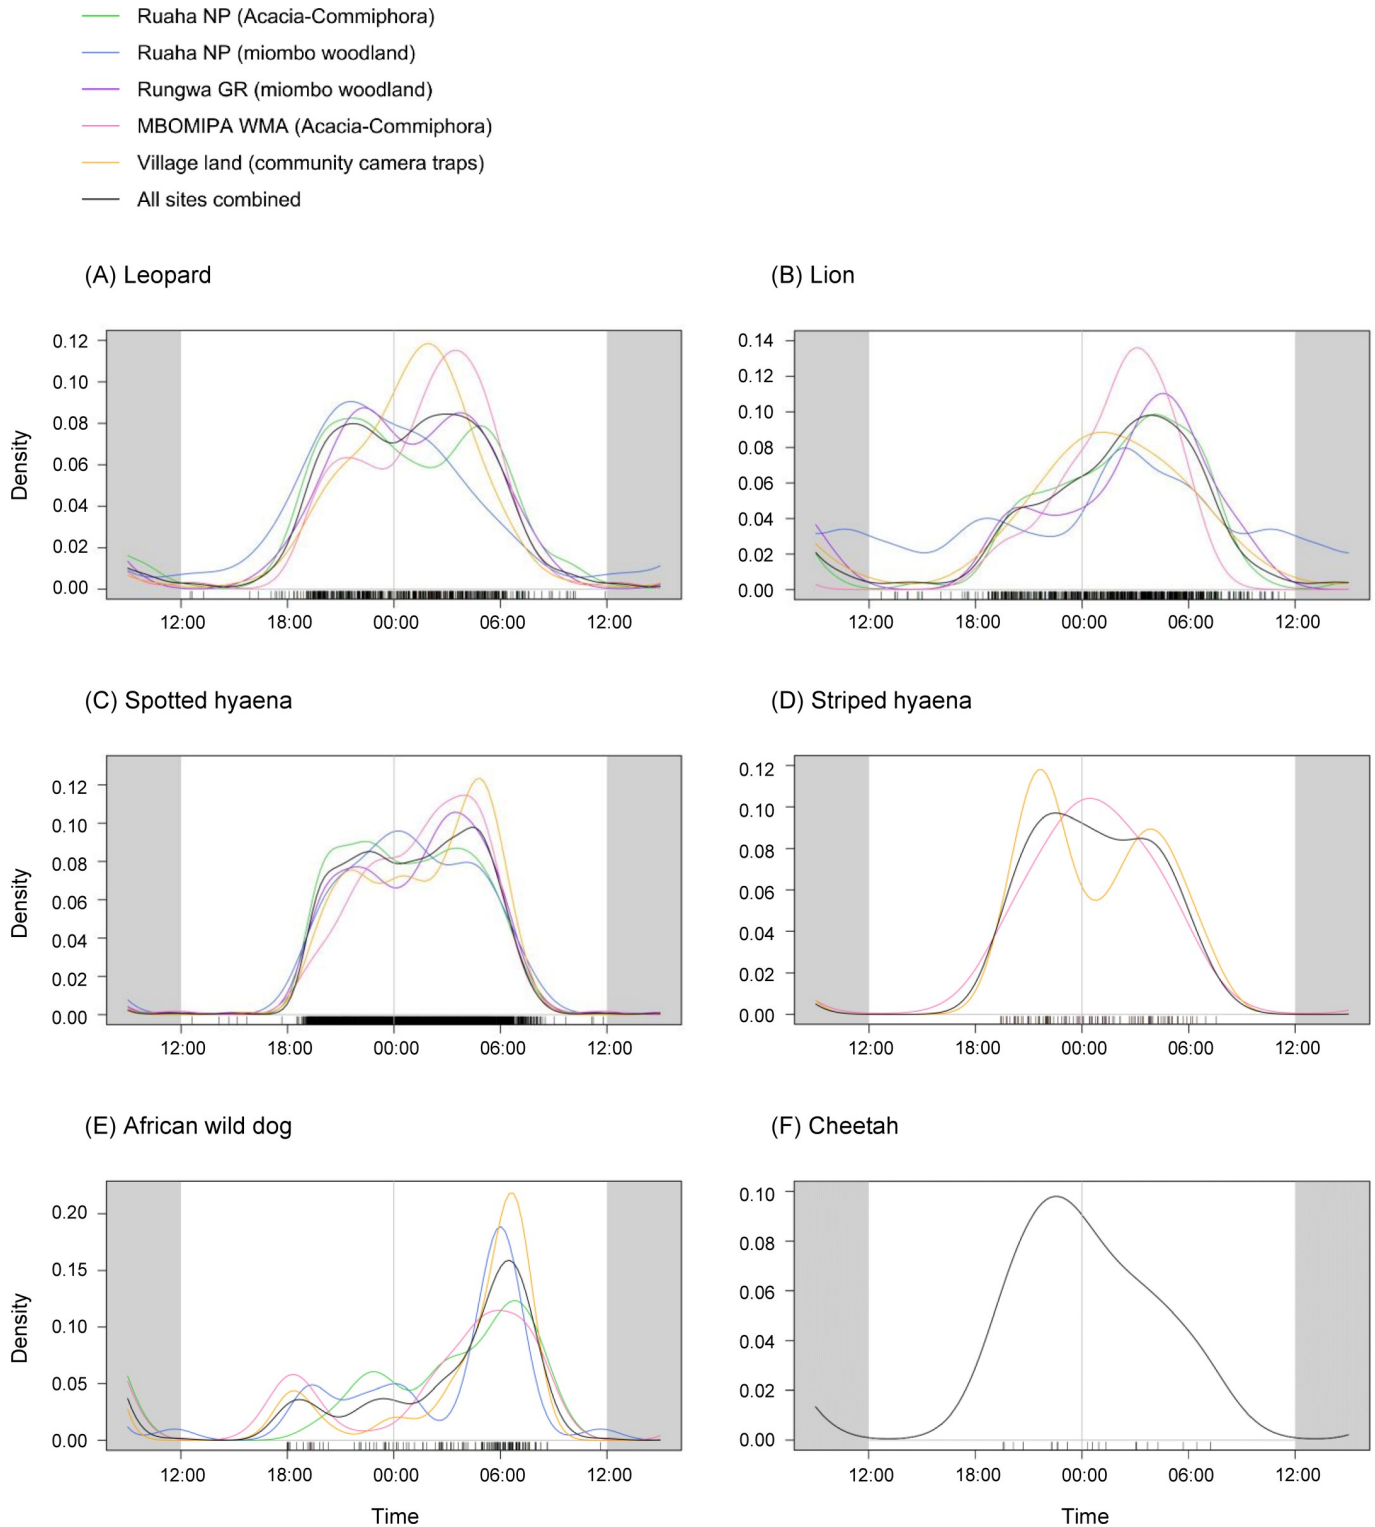 Ruaha NP (Acacia-Commiphora)
Ruaha NP (miombo woodland)
Rungwa GR (miombo woodland)
MBOMIPA WMA (Acacia-Commiphora)
Village land (community camera traps)
All sites combined
(A) Leopard
0.12
0.10
0.08
0.06
0.04
0.02
0.00
Density
12:00 18:00 00:00 06:00 12:00
(B) Lion
0.14
0.12
0.10
0.08
0.06
0.04
0.02
0.00
12:00 18:00 00:00 06:00 12:00
(C) Spotted hyaena
0.12
0.10
0.08
0.06
0.04
0.02
0.00
Density
12:00 18:00 00:00 06:00 12:00
(D) Striped hyaena
0.12
0.10
0.08
0.06
0.04
0.02
0.00
12:00 18:00 00:00 06:00 12:00
(E) African wild dog
0.20
0.15
0.10
0.05
0.00
Density
12:00 18:00 00:00 06:00 12:00
Time
(F) Cheetah
0.10
0.08
0.06
0.04
0.02
0.00
12:00 18:00 00:00 06:00 12:00
Time